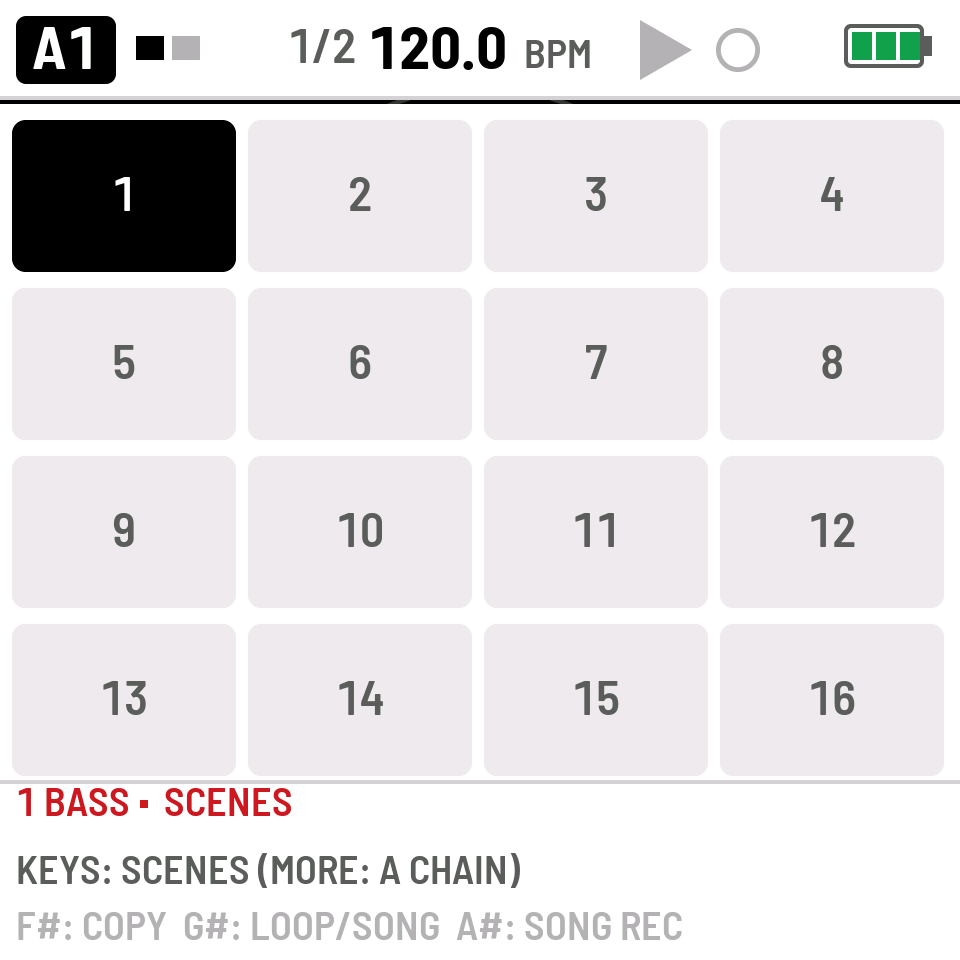 A1 1/2 120.0 BPM
1 2 3 4
5 6 7 8
9 10 11 12
13 14 15 16
1 BASS · SCENES
KEYS: SCENES (MORE: A CHAIN)
F#: COPY G#: LOOP/SONG A#: SONG REC